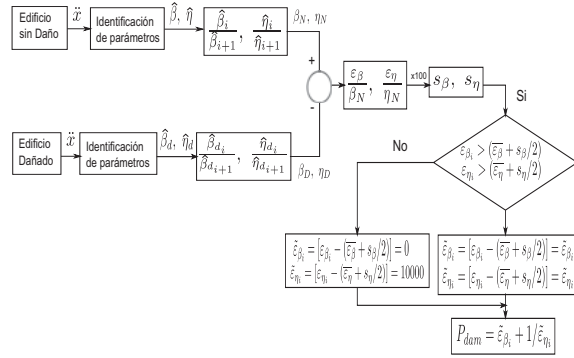 Edificio
sin Daño
ẍ
Identificación
de parámetros
β̂, η̂
β̂_i / β̂_{i+1} , η̂_i / η̂_{i+1}
β_N, η_N
+
-
ε_β / β_N , ε_η / η_N
x100
s_β, s_η
Si
No
ε_{β_i} > (ε̅_β + s_β/2)
ε_{η_i} > (ε̅_η + s_η/2)
Edificio
Dañado
ẍ
Identificación
de parámetros
β̂_d, η̂_d
β̂_{d_i} / β̂_{d_{i+1}} , η̂_{d_i} / η̂_{d_{i+1}}
β_D, η_D
ε̃_{β_i} = [ε_{β_i} − (ε̅_β + s_β/2)] = 0
ε̃_{η_i} = [ε_{η_i} − (ε̅_η + s_η/2)] = 10000
ε̃_{β_i} = [ε_{β_i} − (ε̅_β + s_β/2)] = ε̃_{β_i}
ε̃_{η_i} = [ε_{η_i} − (ε̅_η + s_η/2)] = ε̃_{η_i}
P_{dam} = ε̃_{β_i} + 1/ε̃_{η_i}